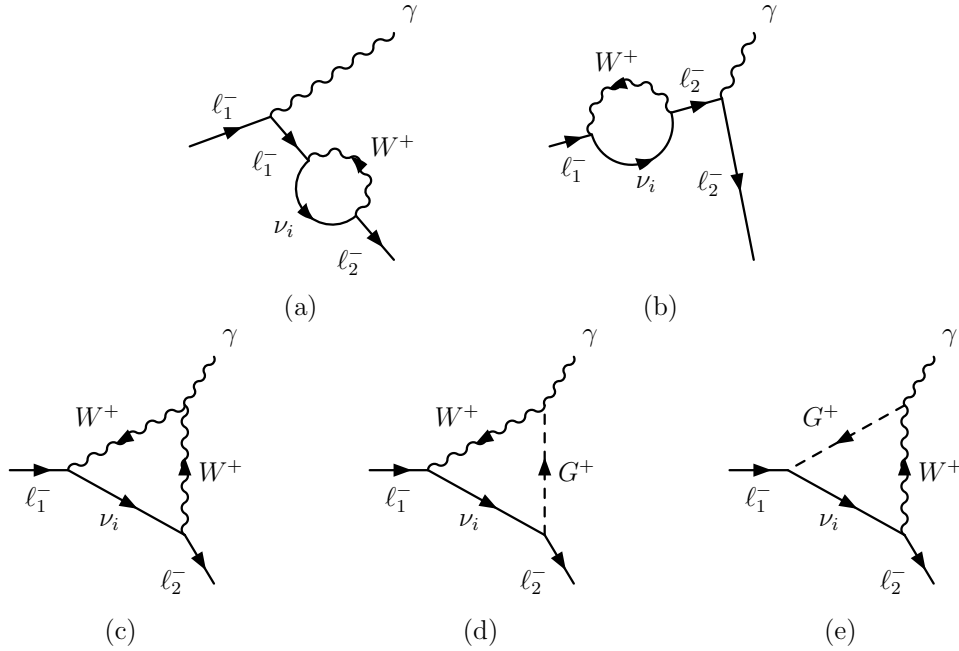 γ
ℓ₁⁻
ℓ₁⁻
W⁺
νᵢ
ℓ₂⁻
(a)
γ
W⁺
ℓ₂⁻
ℓ₁⁻
νᵢ
ℓ₂⁻
(b)
γ
W⁺
W⁺
ℓ₁⁻
νᵢ
ℓ₂⁻
(c)
γ
W⁺
G⁺
ℓ₁⁻
νᵢ
ℓ₂⁻
(d)
γ
G⁺
W⁺
ℓ₁⁻
νᵢ
ℓ₂⁻
(e)